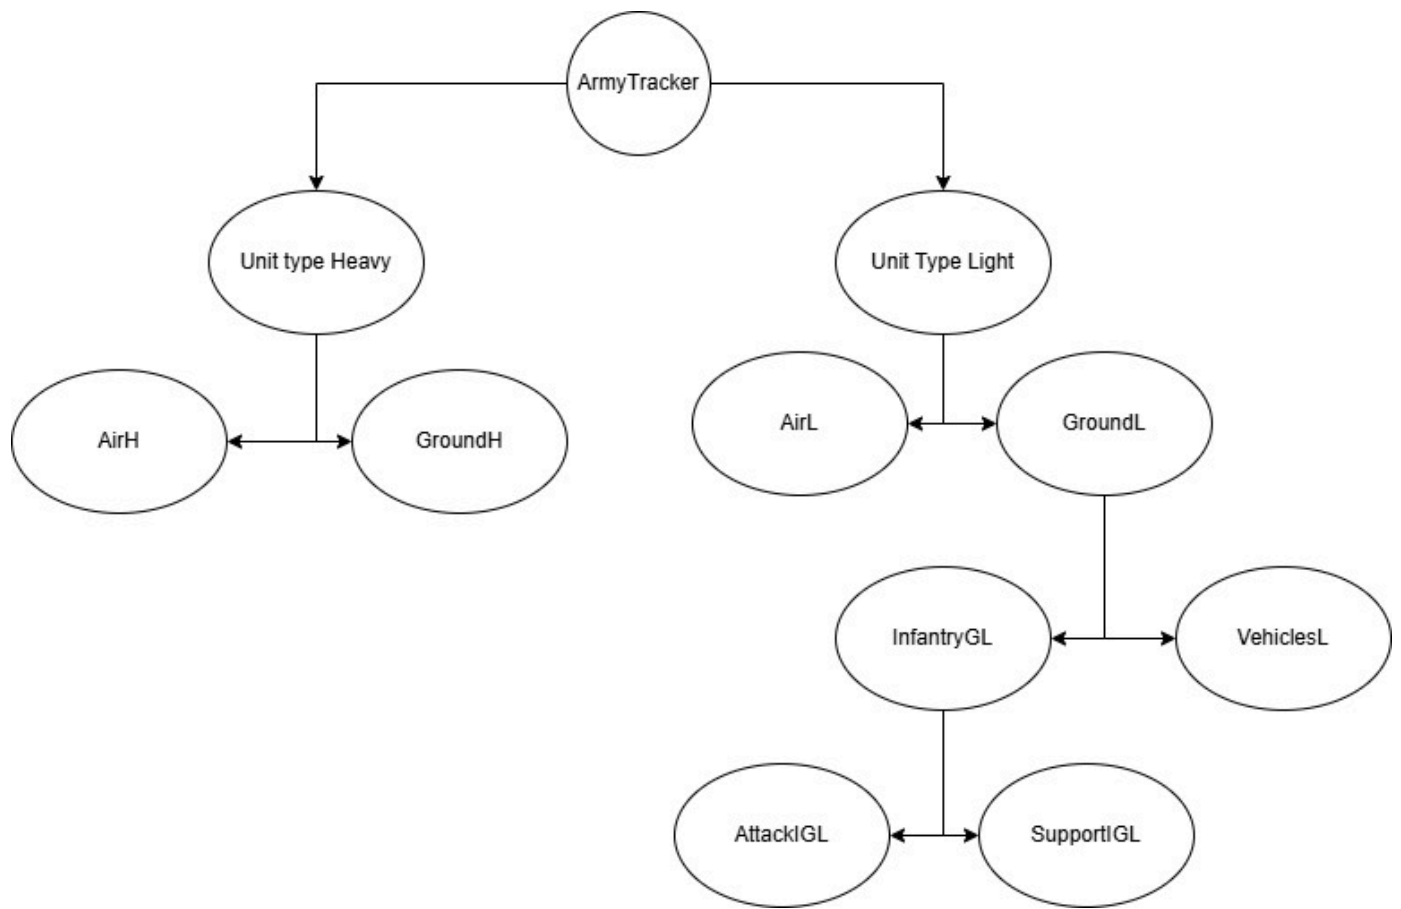 ArmyTracker
Unit type Heavy
Unit Type Light
AirH
GroundH
AirL
GroundL
InfantryGL
VehiclesL
AttackIGL
SupportIGL